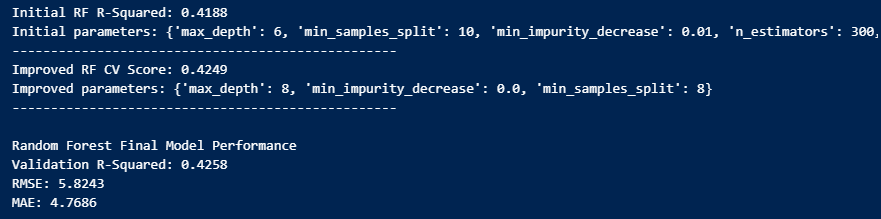 Initial RF R-Squared: 0.4188
Initial parameters: {'max_depth': 6, 'min_samples_split': 10, 'min_impurity_decrease': 0.01, 'n_estimators': 300,
--------------------------------------------------
Improved RF CV Score: 0.4249
Improved parameters: {'max_depth': 8, 'min_impurity_decrease': 0.0, 'min_samples_split': 8}
--------------------------------------------------
Random Forest Final Model Performance
Validation R-Squared: 0.4258
RMSE: 5.8243
MAE: 4.7686